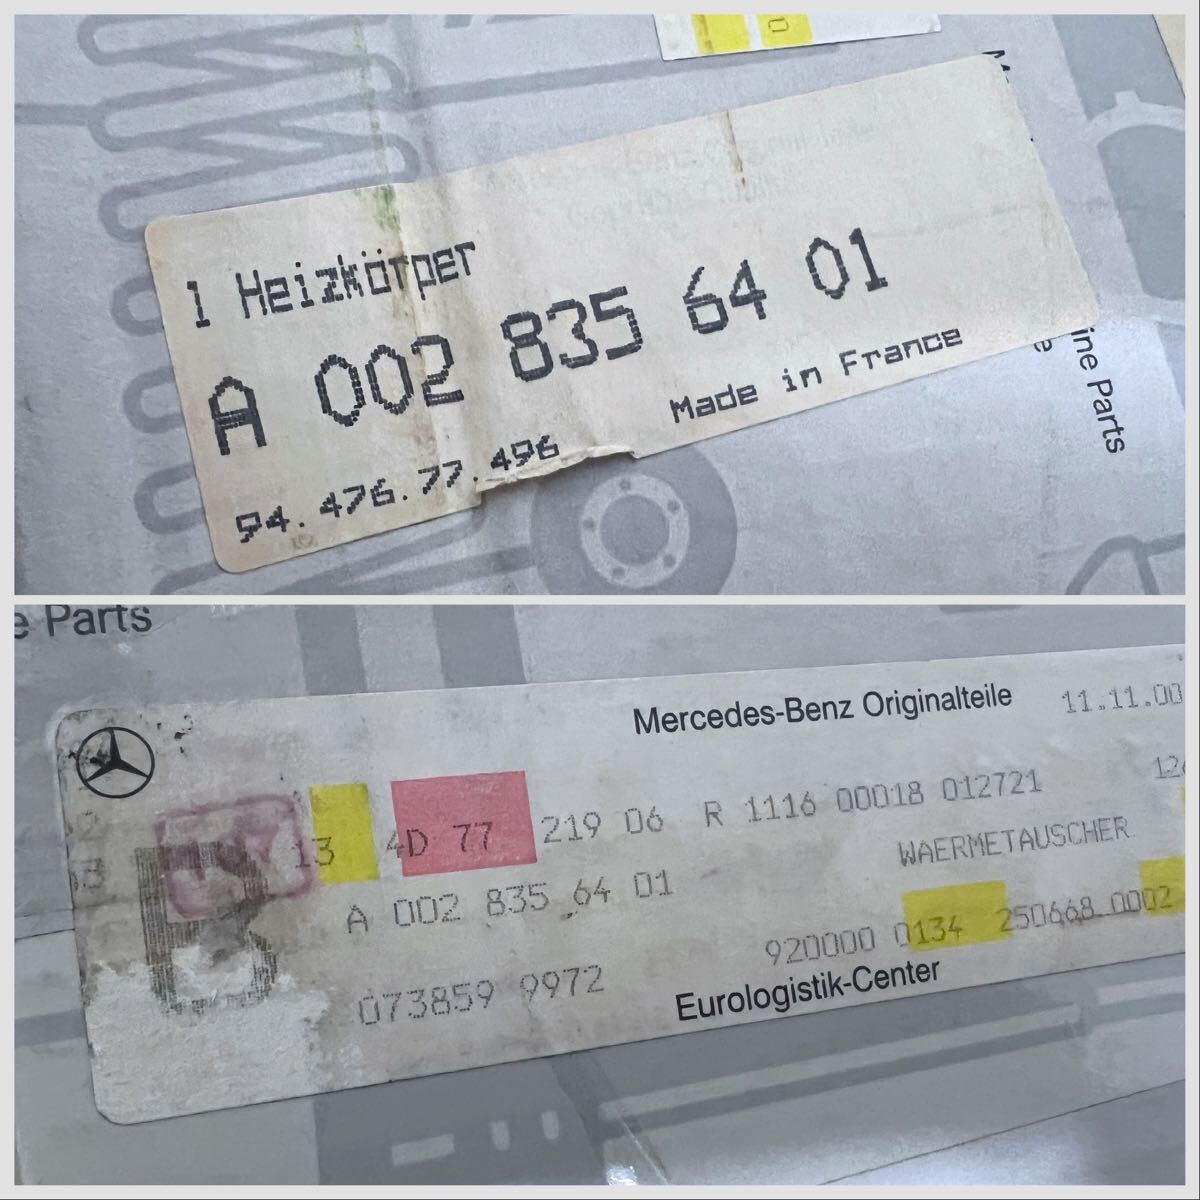 1 Heizkörper
A 002 835 64 01
94.476.77.496
Made in France
ine Parts
e
e Parts
Mercedes-Benz Originalteile
11.11.00
13 4D 77 219 06 R 1116 00018 012721
WAERMETAUSCHER
A 002 835 64 01
920000 0134 250668 0002
073859 9972
Eurologistik-Center